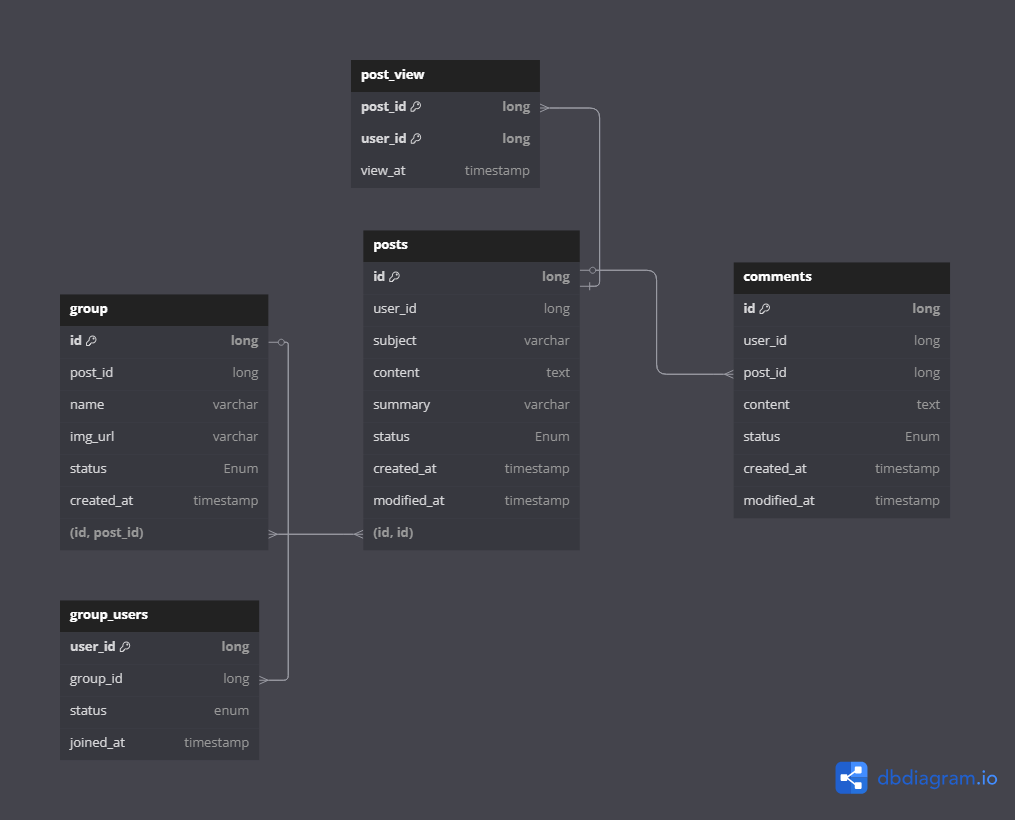 post_view
post_id long
user_id long
view_at timestamp
posts
id long
user_id long
subject varchar
content text
summary varchar
status Enum
created_at timestamp
modified_at timestamp
(id, id)
comments
id long
user_id long
post_id long
content text
status Enum
created_at timestamp
modified_at timestamp
group
id long
post_id long
name varchar
img_url varchar
status Enum
created_at timestamp
(id, post_id)
group_users
user_id long
group_id long
status enum
joined_at timestamp
dbdiagram.io